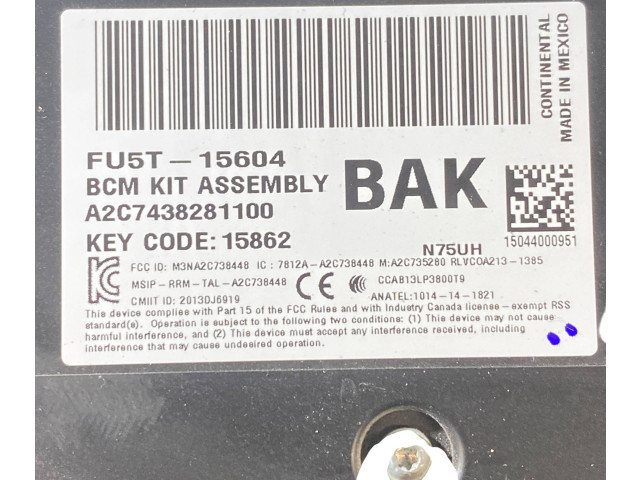 FU5T-15604
BCM KIT ASSEMBLY
BAK
A2C7438281100
KEY CODE: 15862
N75UH
15044000951
CONTINENTAL
MADE IN MEXICO
FCC ID: M3NA2C738448 IC: 7812A-A2C738448 M:A2C735280 RLVCOA213-1385
MSIP-RRM-TAL-A2C738448
CCAB13LP3800T9
CMIIT ID: 2013DJ6919
ANATEL:1014-14-1821
This device complies with Part 15 of the FCC Rules and with Industry Canada license-exempt RSS
standard(s). Operation is subject to the following two conditions: (1) This device may not cause
harmful interference, and (2) This device must accept any interference received, including
interference that may cause undesired operation.